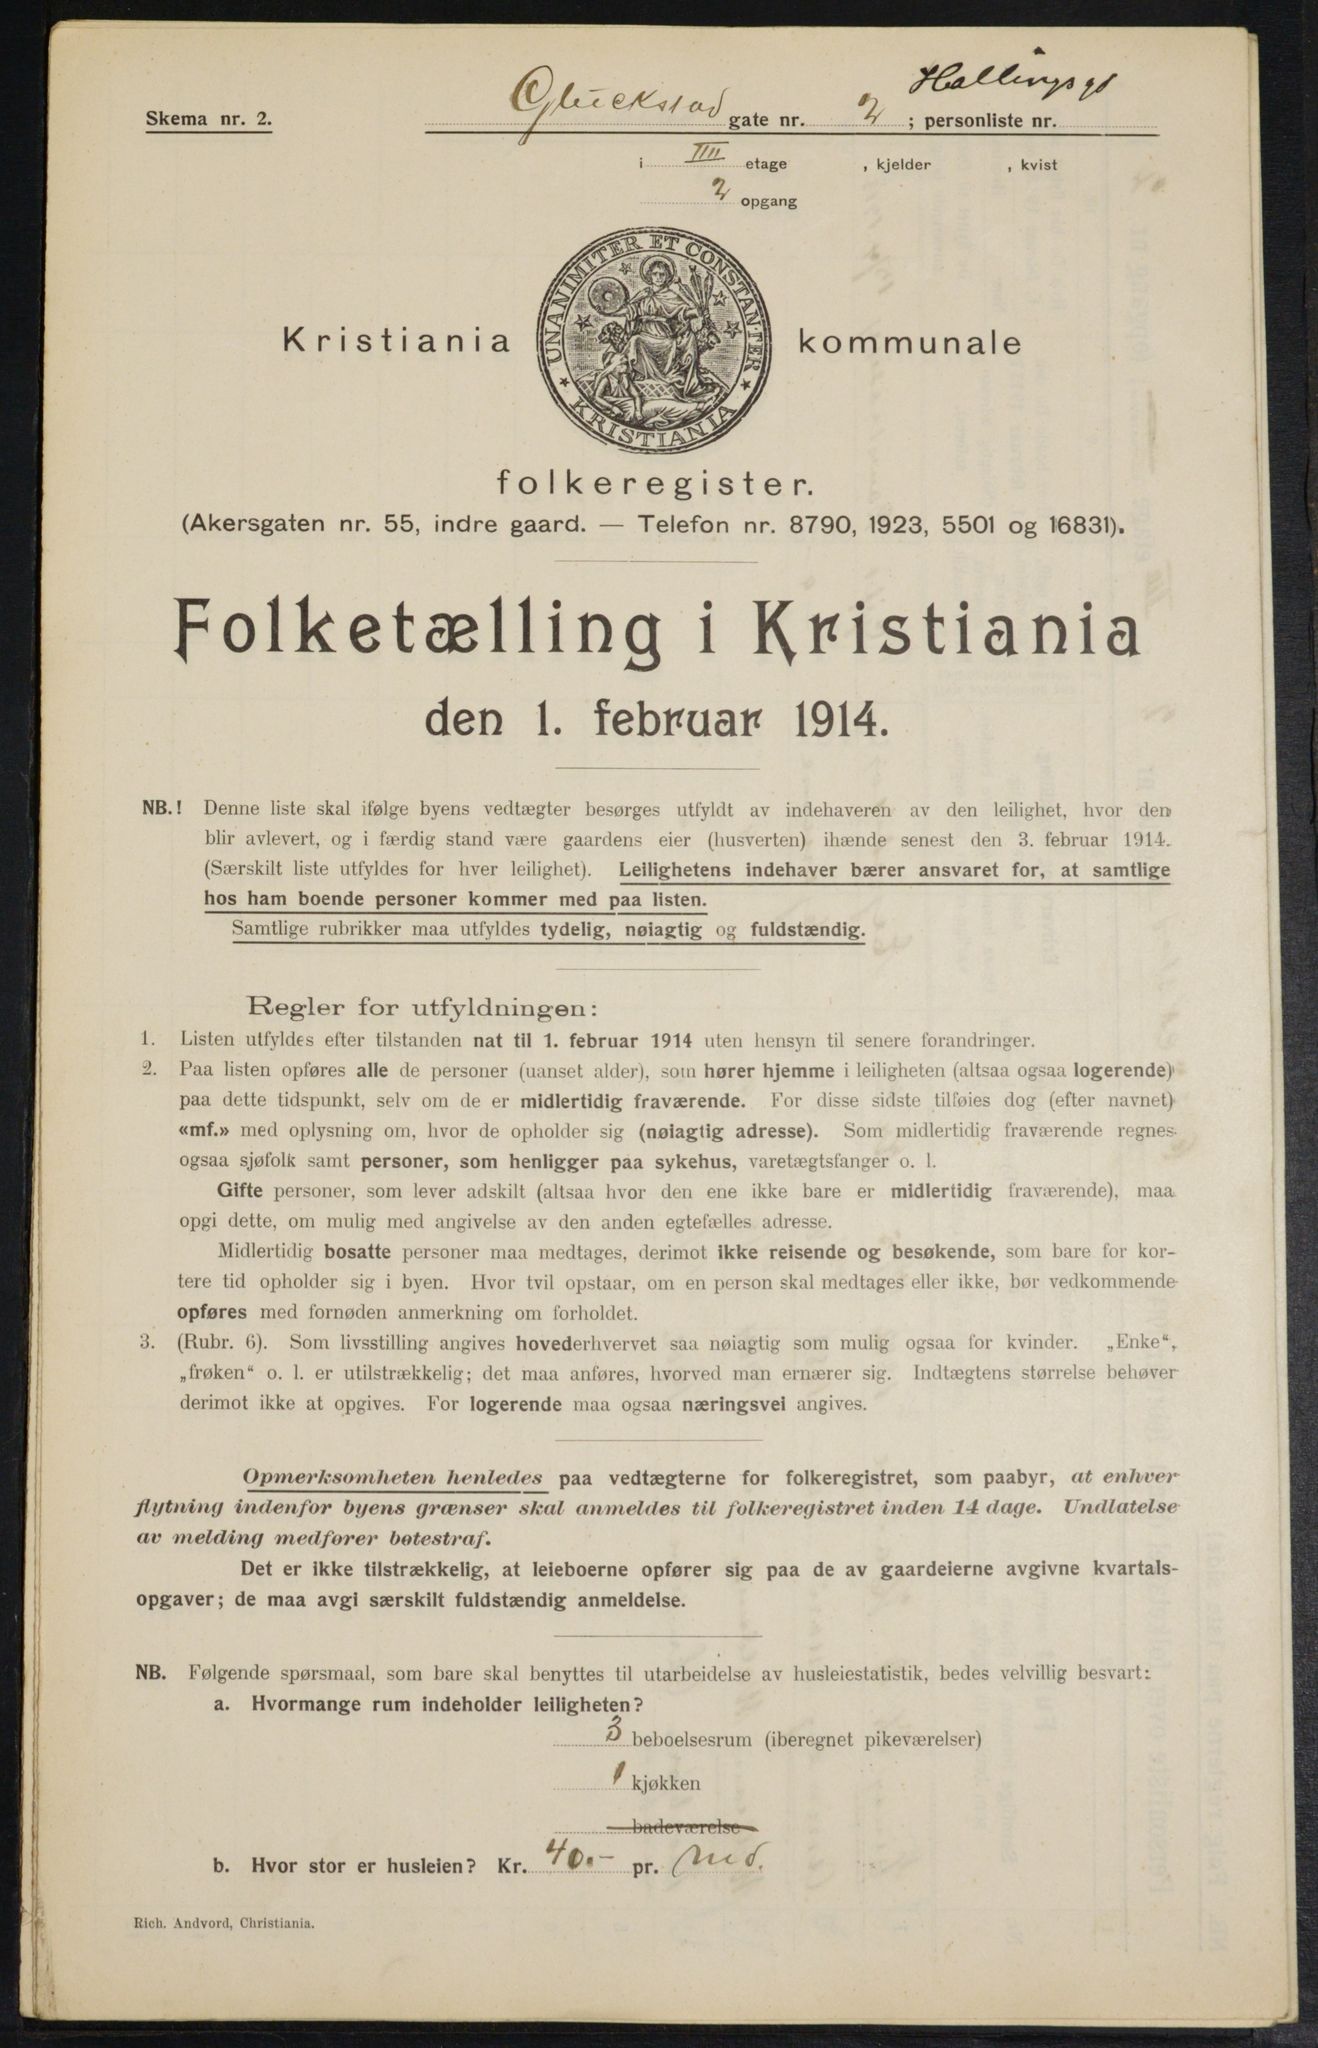 Hallingsgd
Skema nr. 2. Glückstad gate nr. 2 ; personliste nr.
i IIII etage , kjelder , kvist
2 opgang
UNANIMITER ET CONSTANTER
KRISTIANIA
Kristiania kommunale
folkeregister.
(Akersgaten nr. 55, indre gaard. — Telefon nr. 8790, 1923, 5501 og 16831).
Folketælling i Kristiania
den 1. februar 1914.
NB.! Denne liste skal ifølge byens vedtægter besørges utfyldt av indehaveren av den leilighet, hvor den
blir avlevert, og i færdig stand være gaardens eier (husverten) ihænde senest den 3. februar 1914.
(Særskilt liste utfyldes for hver leilighet). Leilighetens indehaver bærer ansvaret for, at samtlige
hos ham boende personer kommer med paa listen.
Samtlige rubrikker maa utfyldes tydelig, nøiagtig og fuldstændig.
Regler for utfyldningen:
1. Listen utfyldes efter tilstanden nat til 1. februar 1914 uten hensyn til senere forandringer.
2. Paa listen opføres alle de personer (uanset alder), som hører hjemme i leiligheten (altsaa ogsaa logerende)
paa dette tidspunkt, selv om de er midlertidig fraværende. For disse sidste tilføies dog (efter navnet)
«mf.» med oplysning om, hvor de opholder sig (nøiagtig adresse). Som midlertidig fraværende regnes
ogsaa sjøfolk samt personer, som henligger paa sykehus, varetægtsfanger o. l.
Gifte personer, som lever adskilt (altsaa hvor den ene ikke bare er midlertidig fraværende), maa
opgi dette, om mulig med angivelse av den anden egtefælles adresse.
Midlertidig bosatte personer maa medtages, derimot ikke reisende og besøkende, som bare for kor-
tere tid opholder sig i byen. Hvor tvil opstaar, om en person skal medtages eller ikke, bør vedkommende
opføres med fornøden anmerkning om forholdet.
3. (Rubr. 6). Som livsstilling angives hovederhvervet saa nøiagtig som mulig ogsaa for kvinder. „Enke“,
„frøken“ o. l. er utilstrækkelig; det maa anføres, hvorved man ernærer sig. Indtægtens størrelse behøver
derimot ikke at opgives. For logerende maa ogsaa næringsvei angives.
Opmerksomheten henledes paa vedtægterne for folkeregistret, som paabyr, at enhver
flytning indenfor byens grænser skal anmeldes til folkeregistret inden 14 dage. Undlatelse
av melding medfører bøtestraf.
Det er ikke tilstrækkelig, at leieboerne opfører sig paa de av gaardeierne avgivne kvartals-
opgaver; de maa avgi særskilt fuldstændig anmeldelse.
NB. Følgende spørsmaal, som bare skal benyttes til utarbeidelse av husleiestatistik, bedes velvillig besvart:
a. Hvormange rum indeholder leiligheten?
3 beboelsesrum (iberegnet pikeværelser)
1 kjøkken
badeværelse
b. Hvor stor er husleien? Kr. 40.- pr. Md.
Rich. Andvord, Christiania.